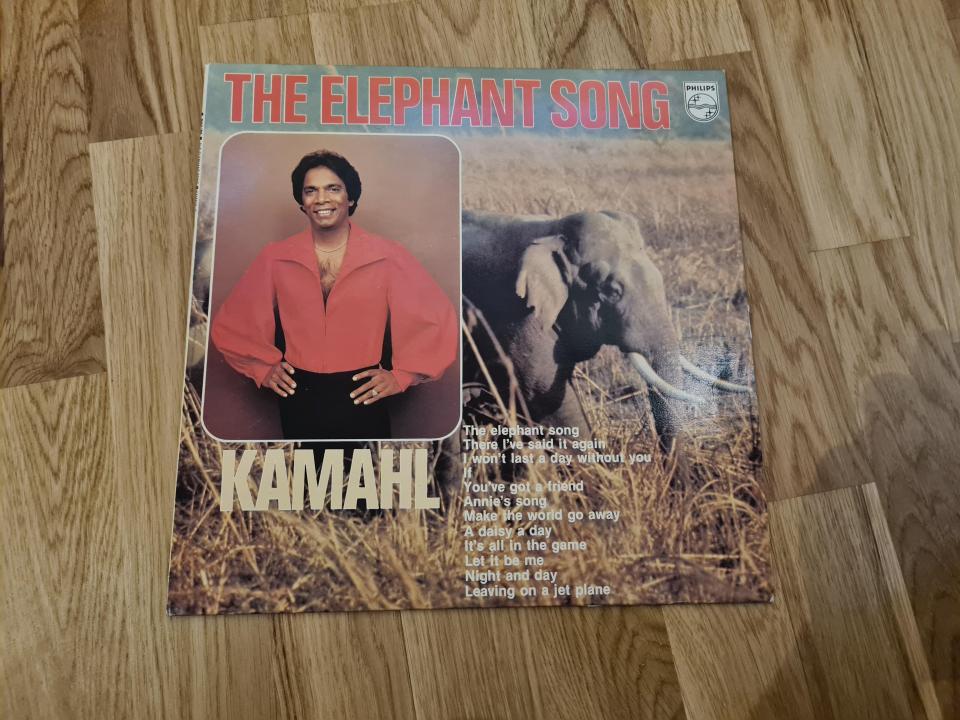 THE ELEPHANT SONG
PHILIPS
KAMAHL
The elephant song
There I've said it again
I won't last a day without you
If
You've got a friend
Annie's song
Make the world go away
A daisy a day
It's all in the game
Let it be me
Night and day
Leaving on a jet plane